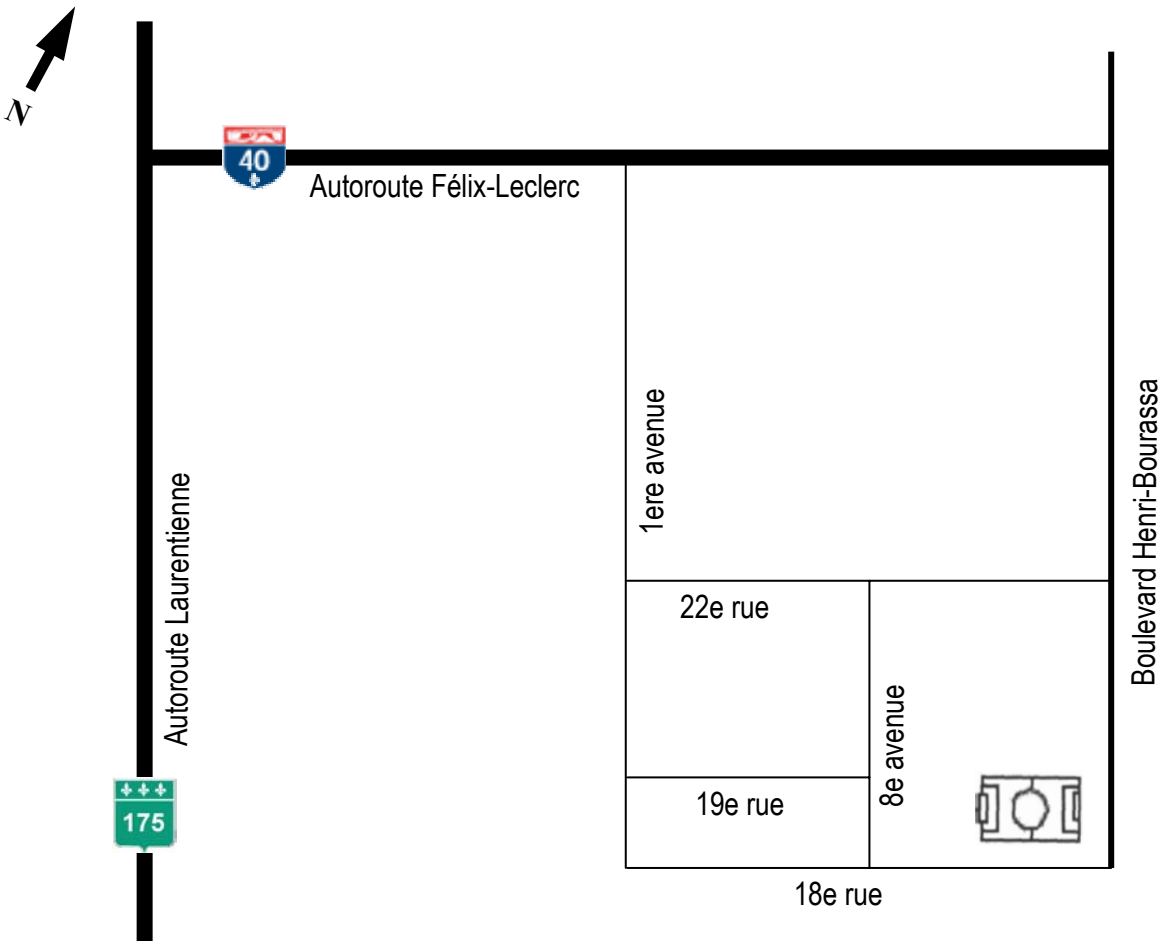 N
40
Autoroute Félix-Leclerc
1ere avenue
Boulevard Henri-Bourassa
Autoroute Laurentienne
22e rue
8e avenue
175
19e rue
18e rue